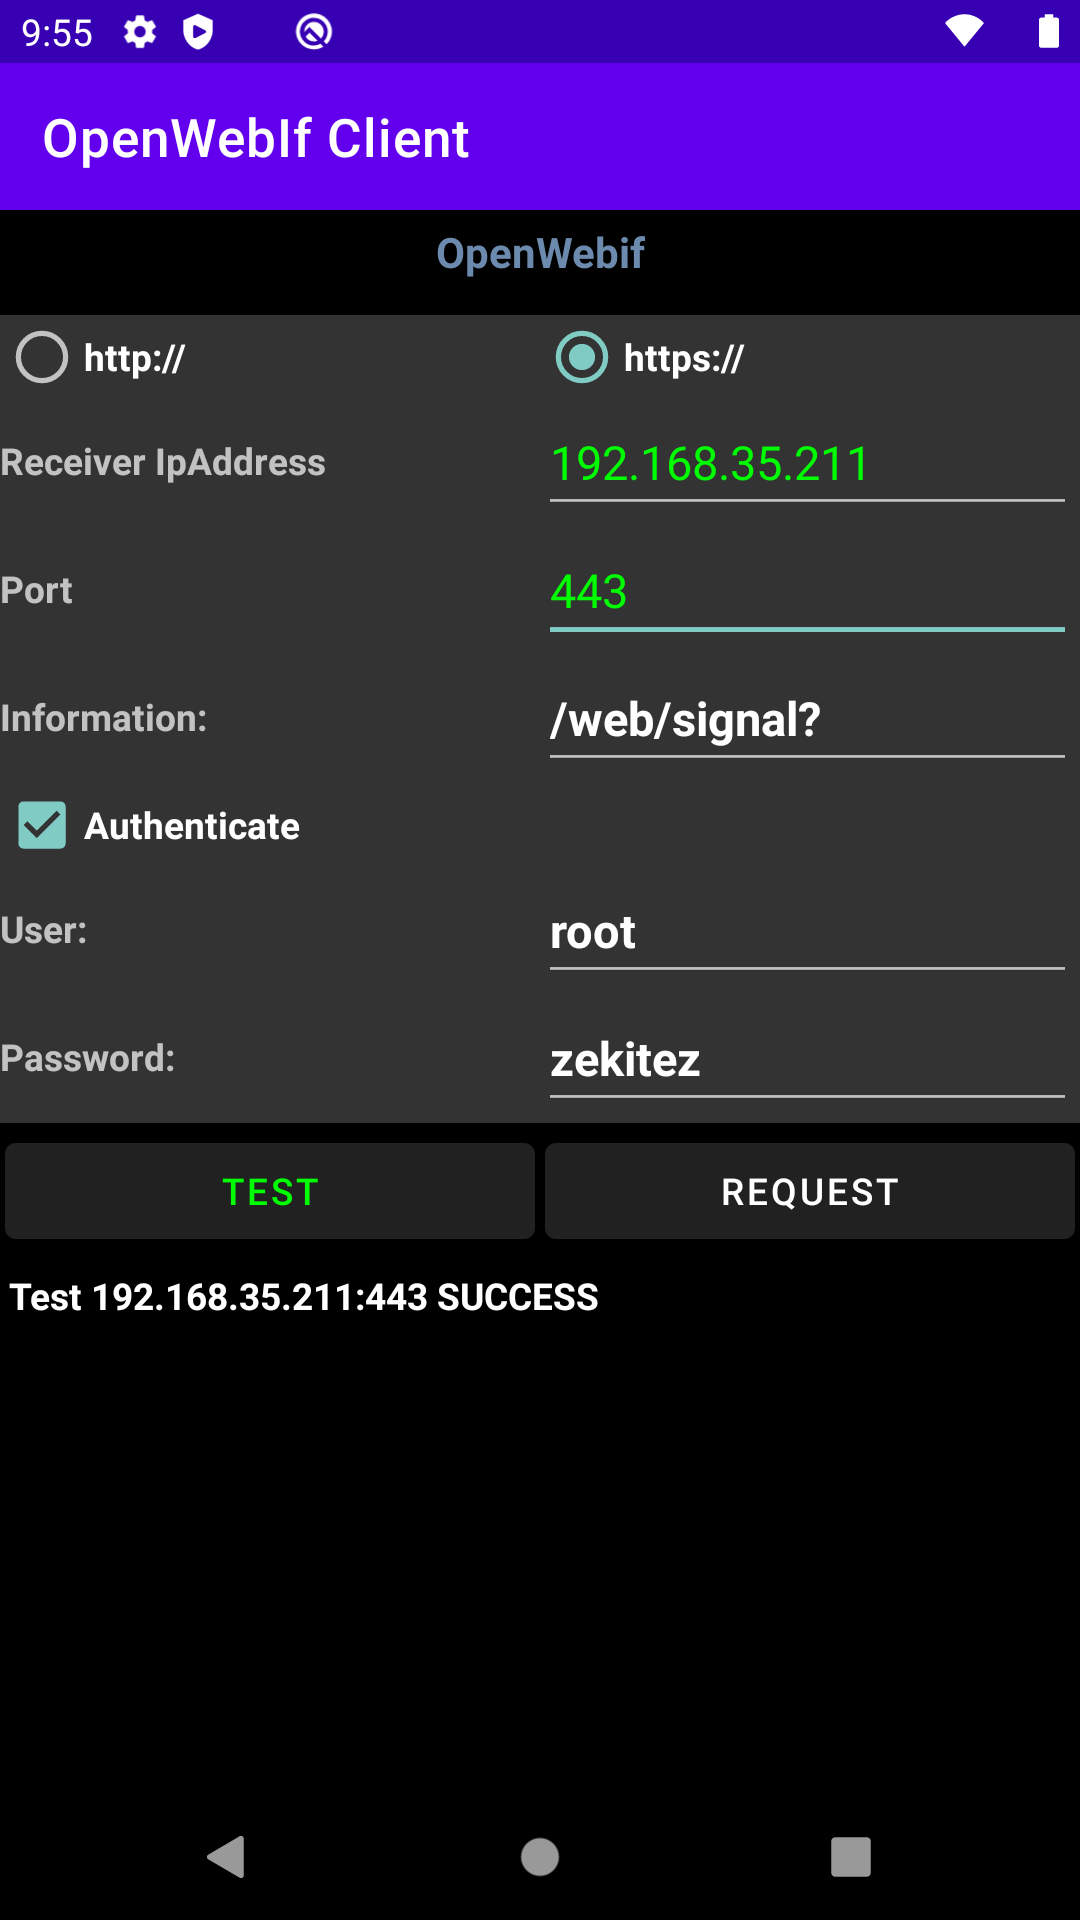 9:55
OpenWebIf Client
OpenWebif
http://
https://
Receiver IpAddress
192.168.35.211
Port
443
Information:
/web/signal?
Authenticate
User:
root
Password:
zekitez
TEST
REQUEST
Test 192.168.35.211:443 SUCCESS